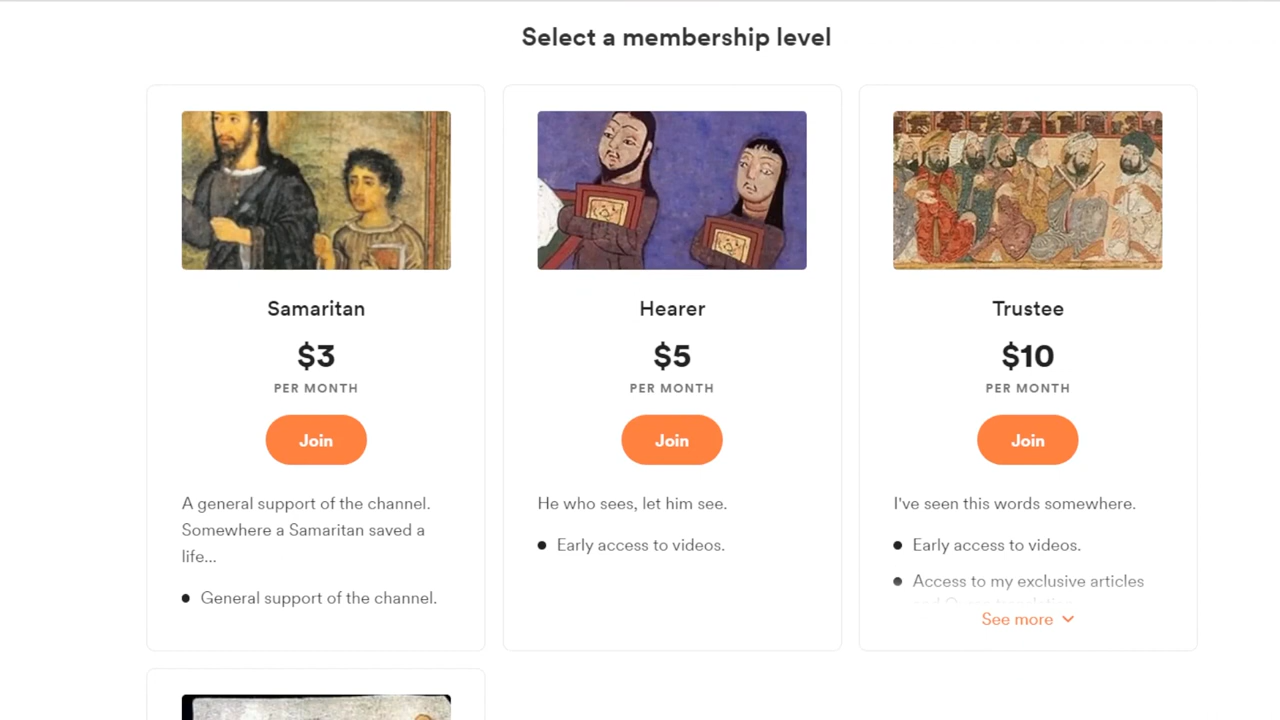 Select a membership level
Samaritan
$3
PER MONTH
Join
A general support of the channel.
Somewhere a Samaritan saved a
life...
General support of the channel.
Hearer
$5
PER MONTH
Join
He who sees, let him see.
Early access to videos.
Trustee
$10
PER MONTH
Join
I've seen this words somewhere.
Early access to videos.
Access to my exclusive articles
See more